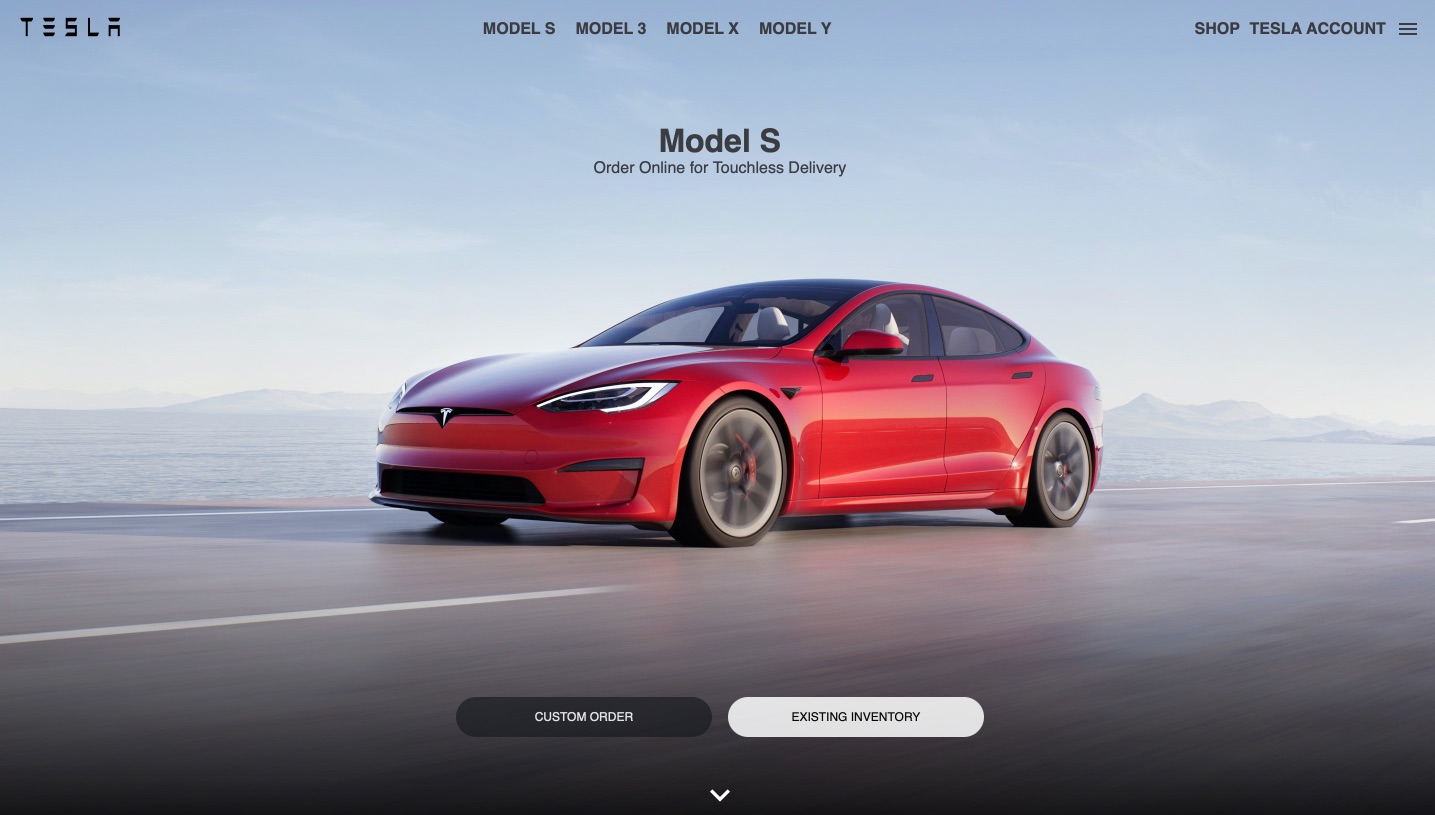 TESLA
MODEL S MODEL 3 MODEL X MODEL Y
SHOP TESLA ACCOUNT
Model S
Order Online for Touchless Delivery
CUSTOM ORDER
EXISTING INVENTORY